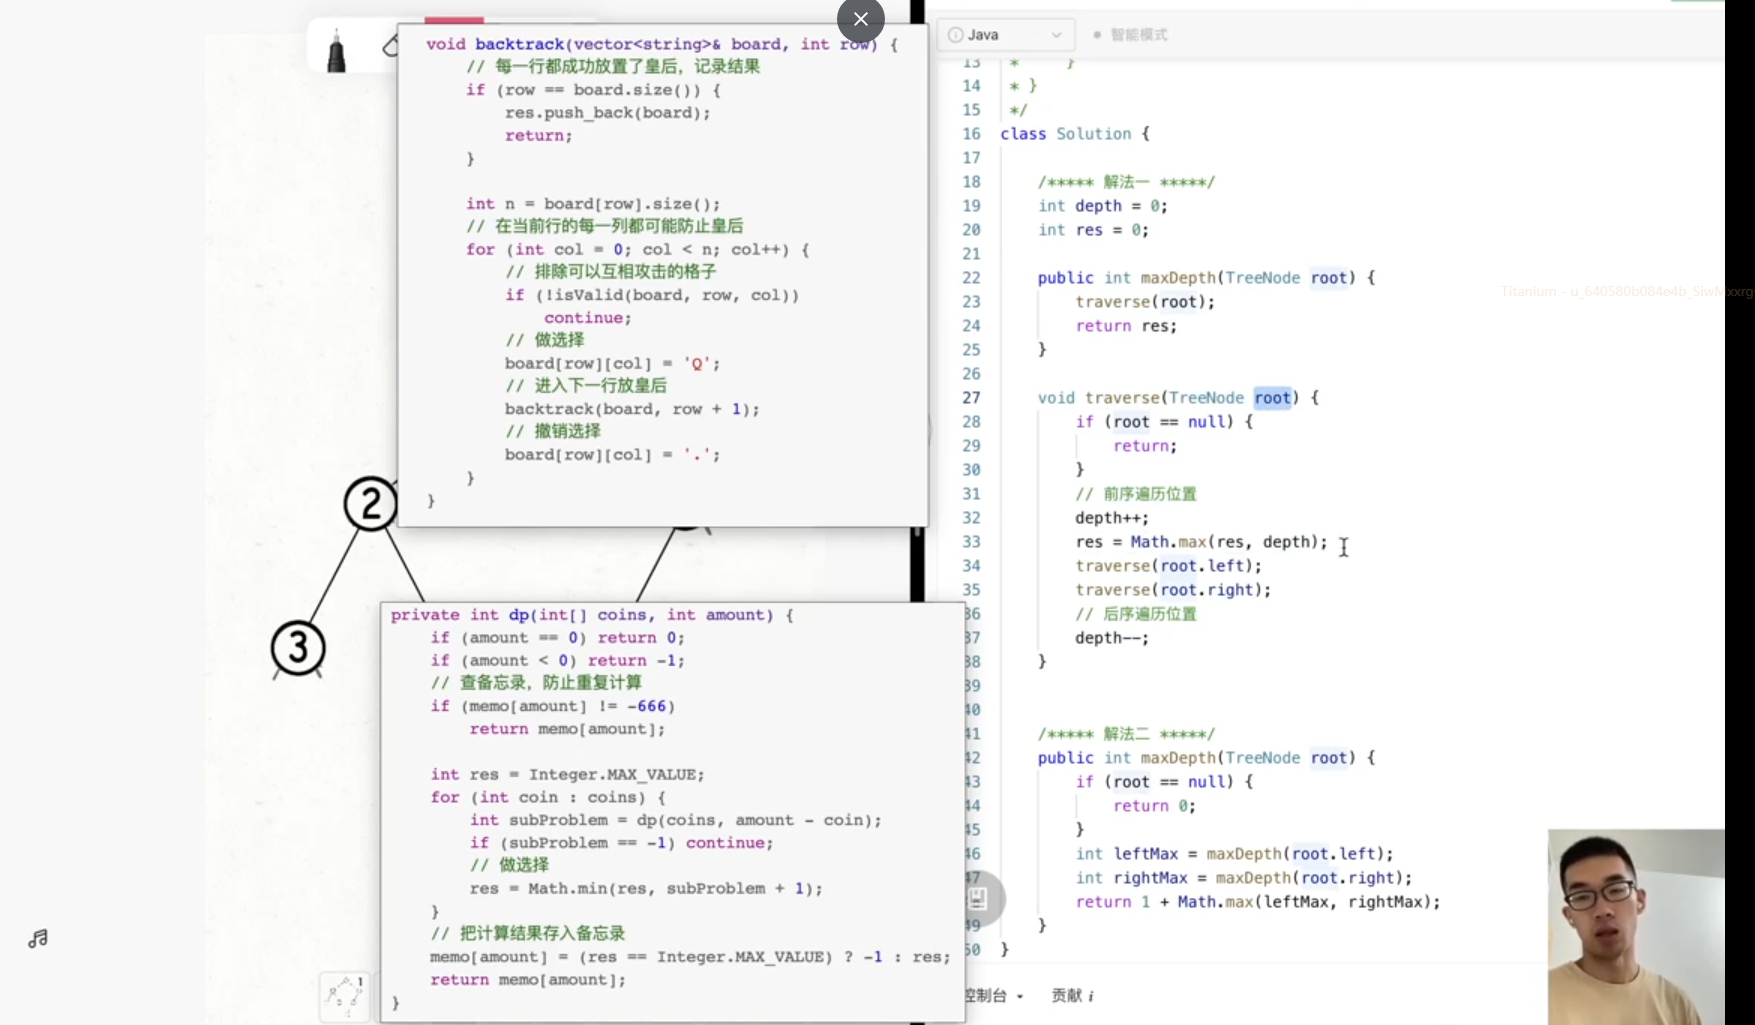 void backtrack(vector<string>& board, int row) {
// 每一行都成功放置了皇后，记录结果
if (row == board.size()) {
res.push_back(board);
return;
}
int n = board[row].size();
// 在当前行的每一列都可能防止皇后
for (int col = 0; col < n; col++) {
// 排除可以互相攻击的格子
if (!isValid(board, row, col))
continue;
// 做选择
board[row][col] = 'Q';
// 进入下一行放皇后
backtrack(board, row + 1);
// 撤销选择
board[row][col] = '.';
}
}
2
3
private int dp(int[] coins, int amount) {
if (amount == 0) return 0;
if (amount < 0) return -1;
// 查备忘录，防止重复计算
if (memo[amount] != -666)
return memo[amount];
int res = Integer.MAX_VALUE;
for (int coin : coins) {
int subProblem = dp(coins, amount - coin);
if (subProblem == -1) continue;
// 做选择
res = Math.min(res, subProblem + 1);
}
// 把计算结果存入备忘录
memo[amount] = (res == Integer.MAX_VALUE) ? -1 : res;
return memo[amount];
}
1
Java
智能模式
13 * }
14 * }
15 */
16 class Solution {
17
18 /***** 解法一 *****/
19 int depth = 0;
20 int res = 0;
21
22 public int maxDepth(TreeNode root) {
23 traverse(root);
24 return res;
25 }
26
27 void traverse(TreeNode root) {
28 if (root == null) {
29 return;
30 }
31 // 前序遍历位置
32 depth++;
33 res = Math.max(res, depth);
34 traverse(root.left);
35 traverse(root.right);
36 // 后序遍历位置
37 depth--;
38 }
39
40
41 /***** 解法二 *****/
42 public int maxDepth(TreeNode root) {
43 if (root == null) {
44 return 0;
45 }
46 int leftMax = maxDepth(root.left);
47 int rightMax = maxDepth(root.right);
return 1 + Math.max(leftMax, rightMax);
49 }
50 }
控制台 贡献 i